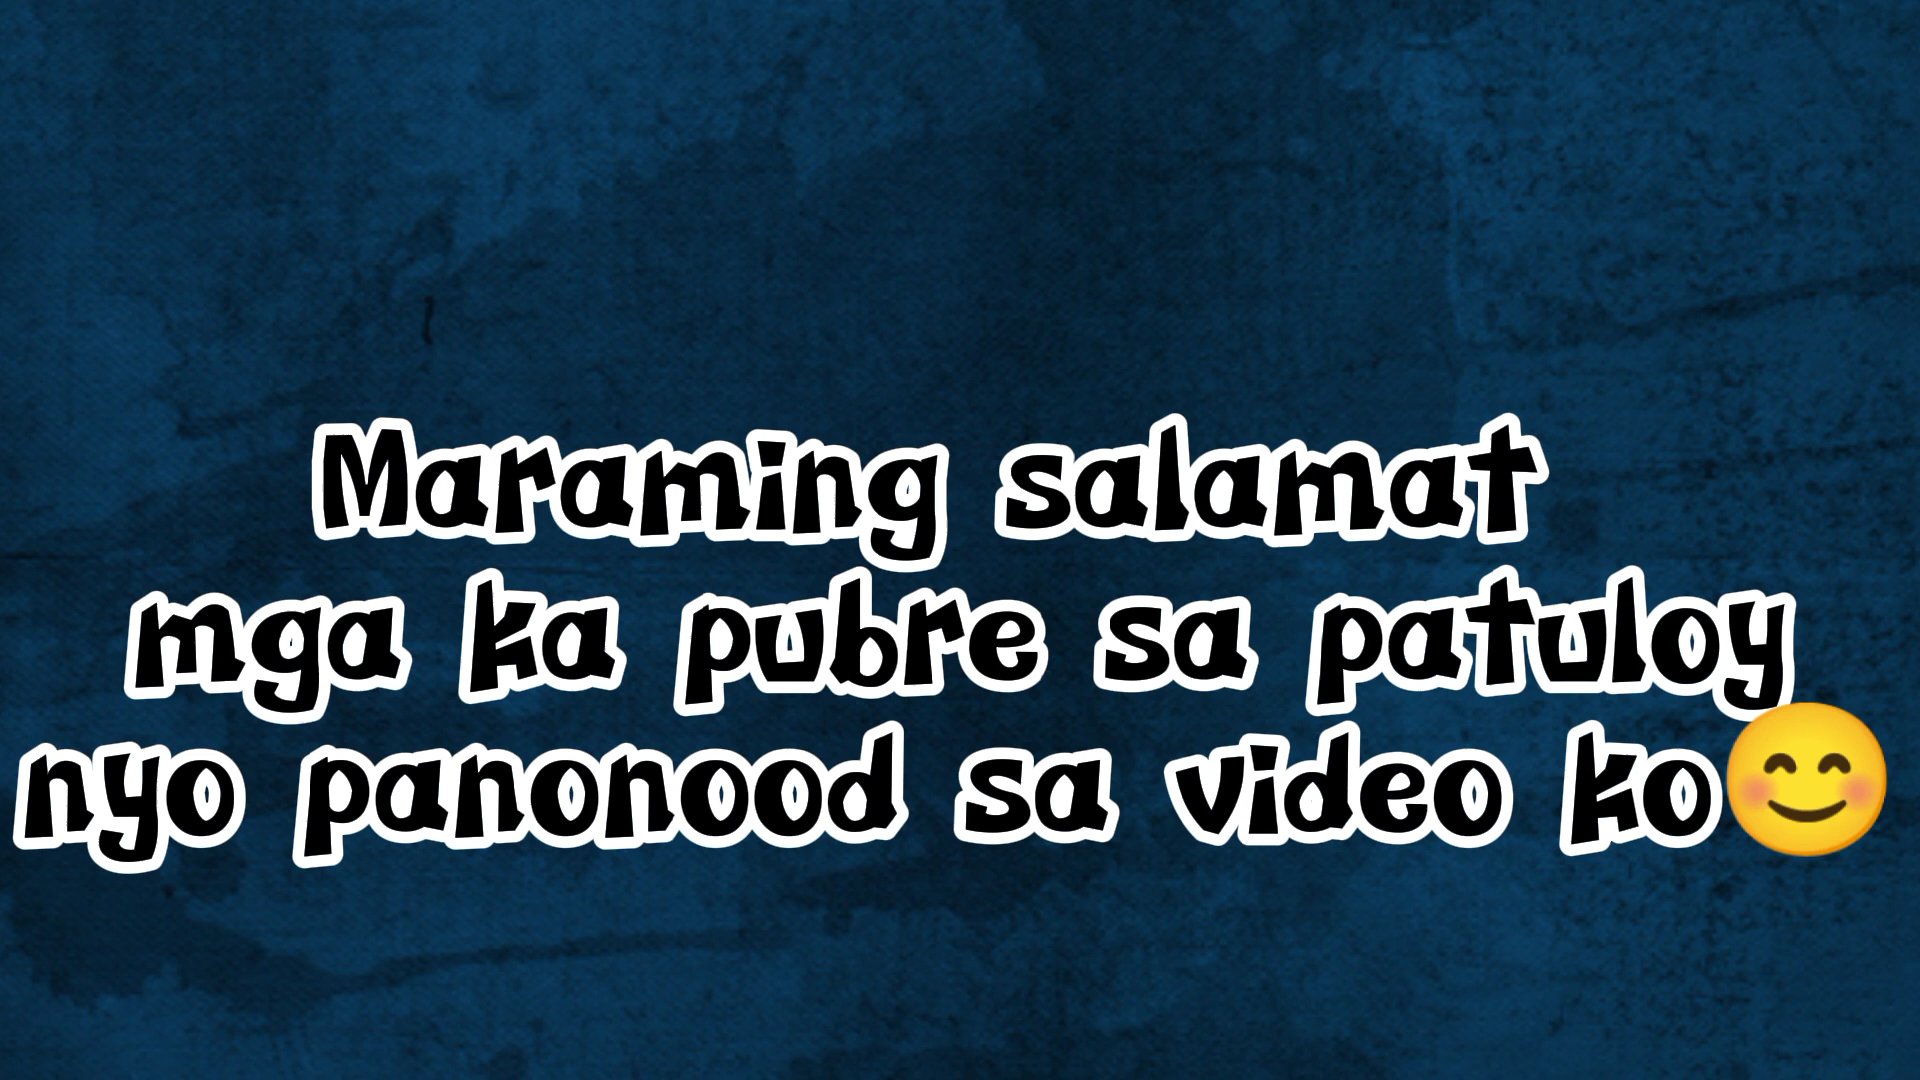 Maraming salamat
mga ka pubre sa patuloy
nyo panonood sa video ko😊